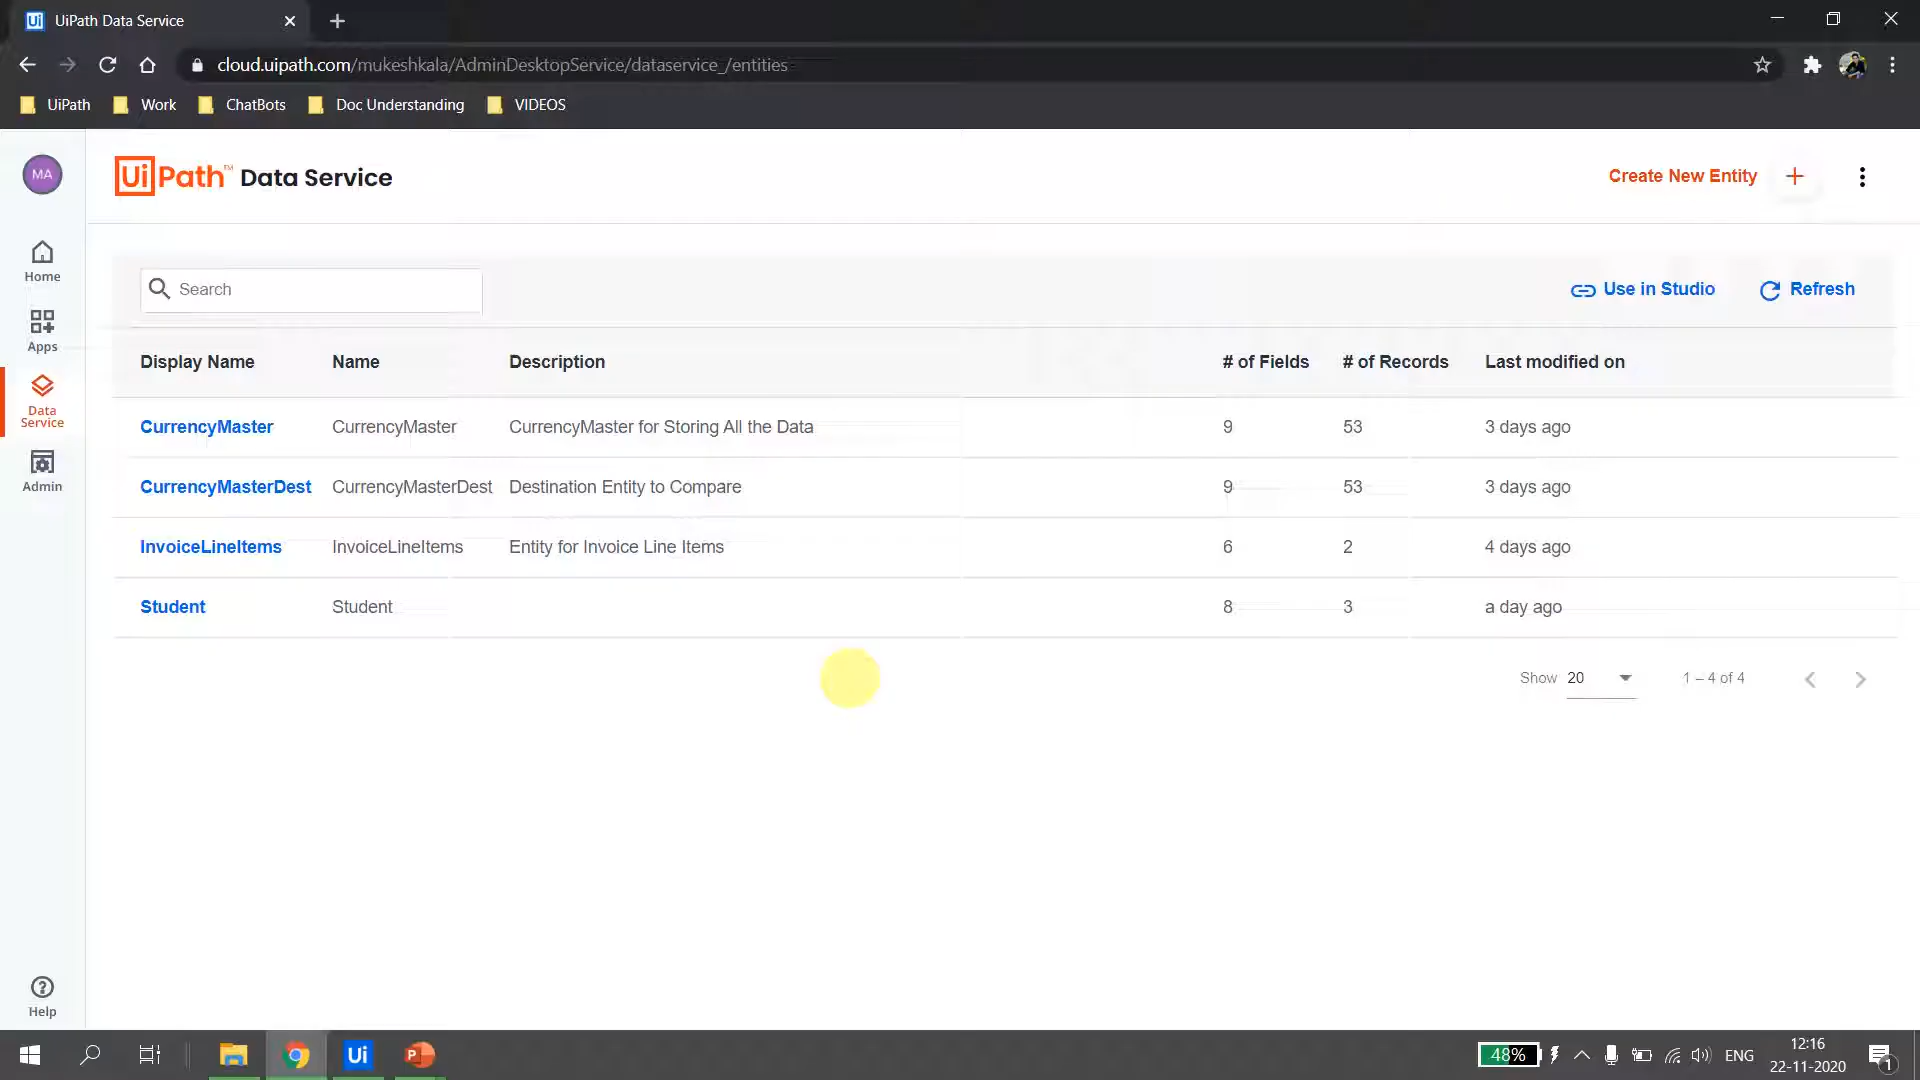 UiPath Data Service
cloud.uipath.com/mukeshkala/AdminDesktopService/dataservice_/entities
UiPath Work ChatBots Doc Understanding VIDEOS
MA
UiPath™ Data Service
Create New Entity
Home
Apps
Data
Service
Admin
Help
Search
Use in Studio Refresh
Display Name Name Description # of Fields # of Records Last modified on
CurrencyMaster CurrencyMaster CurrencyMaster for Storing All the Data 9 53 3 days ago
CurrencyMasterDest CurrencyMasterDest Destination Entity to Compare 9 53 3 days ago
InvoiceLineItems InvoiceLineItems Entity for Invoice Line Items 6 2 4 days ago
Student Student 8 3 a day ago
Show 20 1 – 4 of 4
Ui
P
48%
ENG
12:16
22-11-2020
1